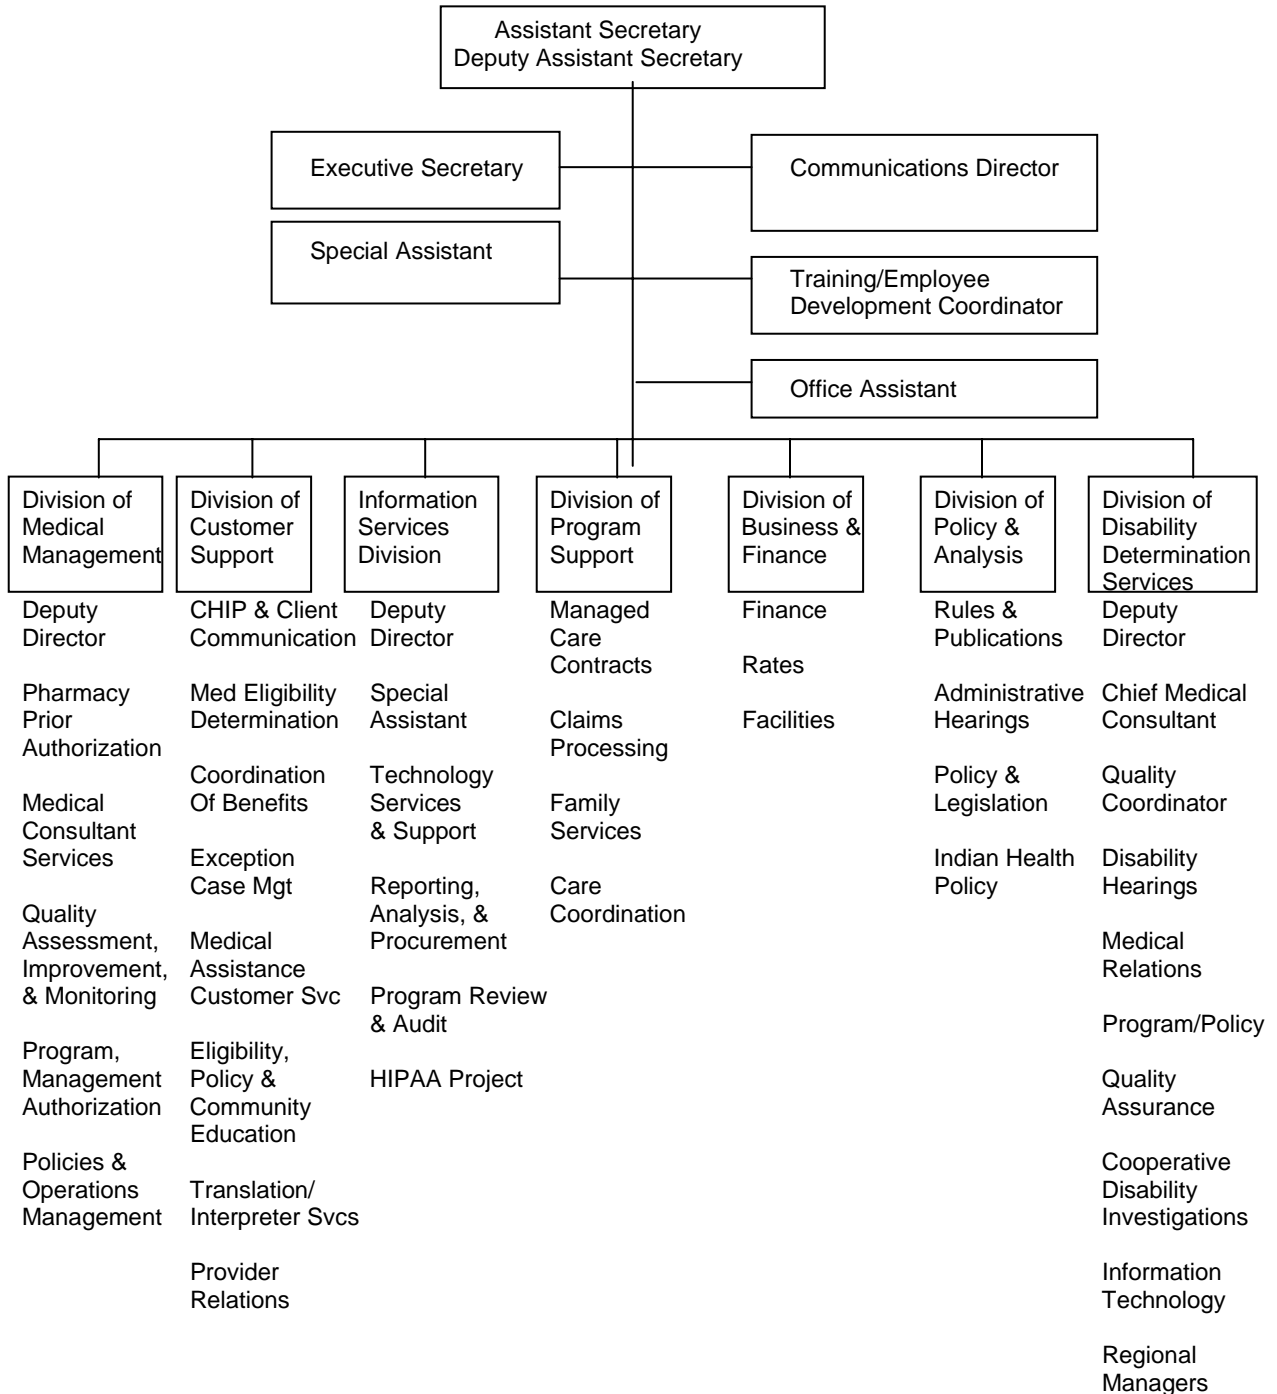 Assistant Secretary
Deputy Assistant Secretary
Executive Secretary
Communications Director
Special Assistant
Training/Employee
Development Coordinator
Office Assistant
Division of
Medical
Management
Deputy
Director
Pharmacy
Prior
Authorization
Medical
Consultant
Services
Quality
Assessment,
Improvement,
& Monitoring
Program,
Management
Authorization
Policies &
Operations
Management
Division of
Customer
Support
CHIP & Client
Communication
Med Eligibility
Determination
Coordination
Of Benefits
Exception
Case Mgt
Medical
Assistance
Customer Svc
Eligibility,
Policy &
Community
Education
Translation/
Interpreter Svcs
Provider
Relations
Information
Services
Division
Deputy
Director
Special
Assistant
Technology
Services
& Support
Reporting,
Analysis, &
Procurement
Program Review
& Audit
HIPAA Project
Division of
Program
Support
Managed
Care
Contracts
Claims
Processing
Family
Services
Care
Coordination
Division of
Business &
Finance
Finance
Rates
Facilities
Division of
Policy &
Analysis
Rules &
Publications
Administrative
Hearings
Policy &
Legislation
Indian Health
Policy
Division of
Disability
Determination
Services
Deputy
Director
Chief Medical
Consultant
Quality
Coordinator
Disability
Hearings
Medical
Relations
Program/Policy
Quality
Assurance
Cooperative
Disability
Investigations
Information
Technology
Regional
Managers